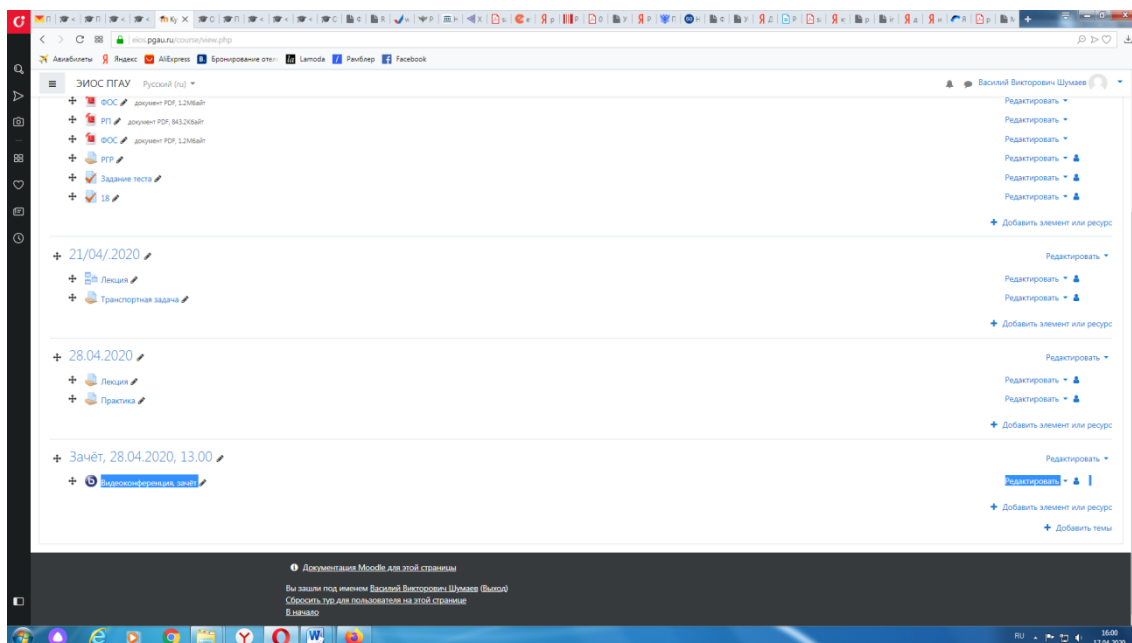 eios.pgau.ru/course/view.php
Авиабилеты Яндекс AliExpress Бронирование отел Lamoda Рамблер Facebook
ЭИОС ПГАУ Русский (ru) Василий Викторович Шумаев
ФОС документ PDF, 1.2Мбайт Редактировать
РП документ PDF, 843.2Кбайт Редактировать
ФОС документ PDF, 1.2Мбайт Редактировать
РГР Редактировать
Задание теста Редактировать
18 Редактировать
Добавить элемент или ресурс
21/04/.2020 Редактировать
Лекция Редактировать
Транспортная задача Редактировать
Добавить элемент или ресурс
28.04.2020 Редактировать
Лекция Редактировать
Практика Редактировать
Добавить элемент или ресурс
Зачёт, 28.04.2020, 13.00 Редактировать
Видеоконференция, зачёт Редактировать
Добавить элемент или ресурс
Добавить темы
Документация Moodle для этой страницы
Вы зашли под именем Василий Викторович Шумаев (Выход)
Сбросить тур для пользователя на этой странице
В начало
RU 16:00
17.04.2020